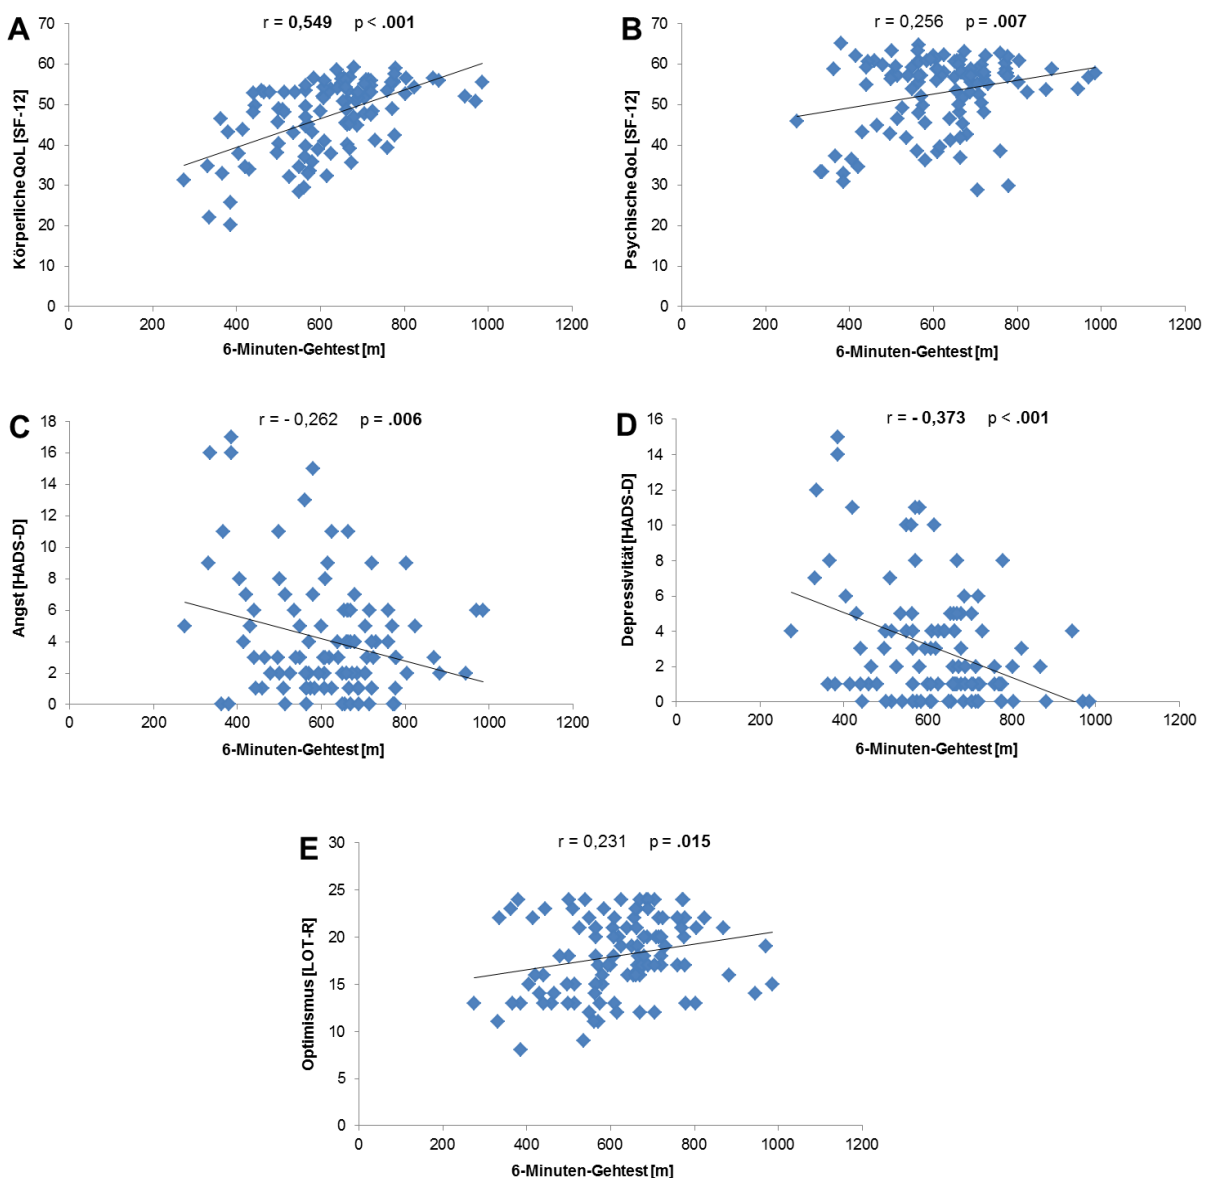 A
r = 0,549 p < .001
70
60
50
40
30
20
10
0
Körperliche QoL [SF-12]
0 200 400 600 800 1000 1200
6-Minuten-Gehtest [m]
B
r = 0,256 p = .007
70
60
50
40
30
20
10
0
Psychische QoL [SF-12]
0 200 400 600 800 1000 1200
6-Minuten-Gehtest [m]
C
r = - 0,262 p = .006
18
16
14
12
10
8
6
4
2
0
Angst [HADS-D]
0 200 400 600 800 1000 1200
6-Minuten-Gehtest [m]
D
r = - 0,373 p < .001
16
14
12
10
8
6
4
2
0
Depressivität [HADS-D]
0 200 400 600 800 1000 1200
6-Minuten-Gehtest [m]
E
r = 0,231 p = .015
30
25
20
15
10
5
0
Optimismus [LOT-R]
0 200 400 600 800 1000 1200
6-Minuten-Gehtest [m]